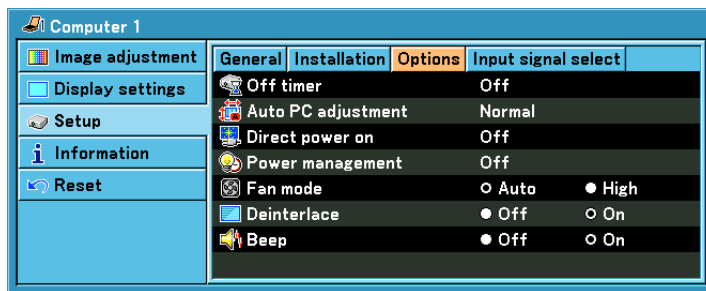 Computer 1
Image adjustment
Display settings
Setup
Information
Reset
General Installation Options Input signal select
Off timer Off
Auto PC adjustment Normal
Direct power on Off
Power management Off
Fan mode Auto High
Deinterlace Off On
Beep Off On